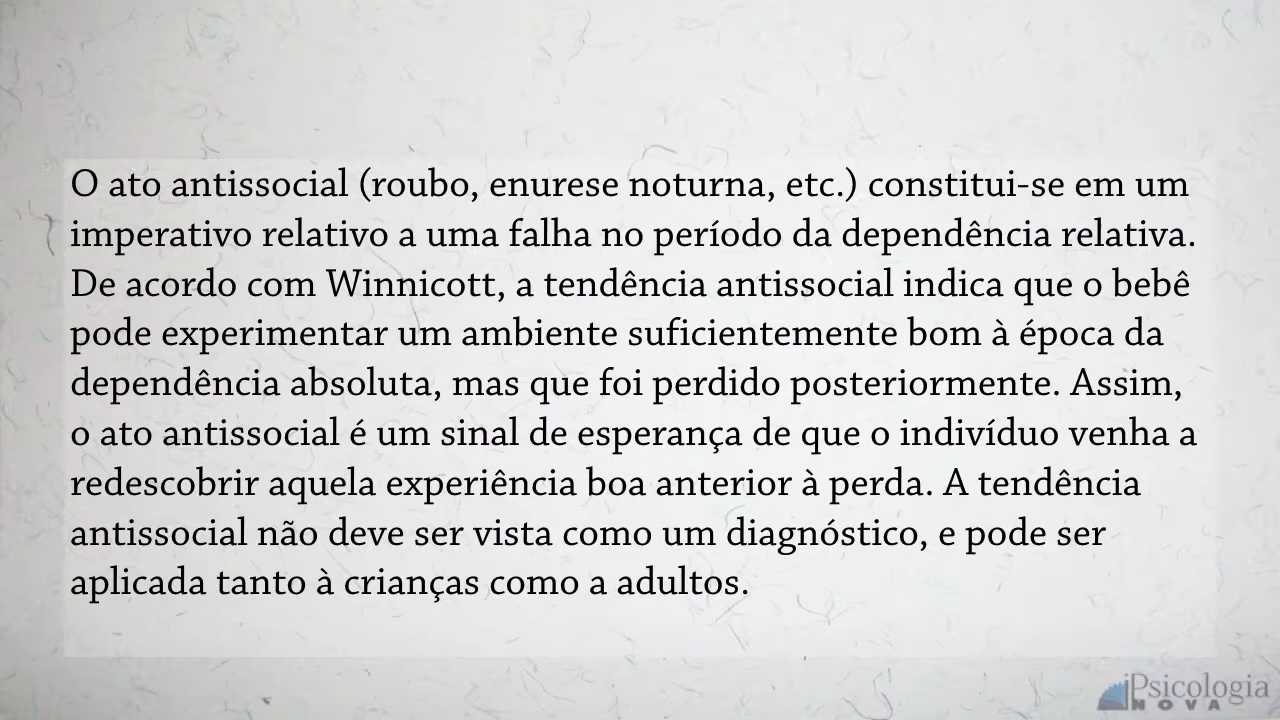 O ato antissocial (roubo, enurese noturna, etc.) constitui-se em um
imperativo relativo a uma falha no período da dependência relativa.
De acordo com Winnicott, a tendência antissocial indica que o bebê
pode experimentar um ambiente suficientemente bom à época da
dependência absoluta, mas que foi perdido posteriormente. Assim,
o ato antissocial é um sinal de esperança de que o indivíduo venha a
redescobrir aquela experiência boa anterior à perda. A tendência
antissocial não deve ser vista como um diagnóstico, e pode ser
aplicada tanto à crianças como a adultos.
Psicologia
NOVA